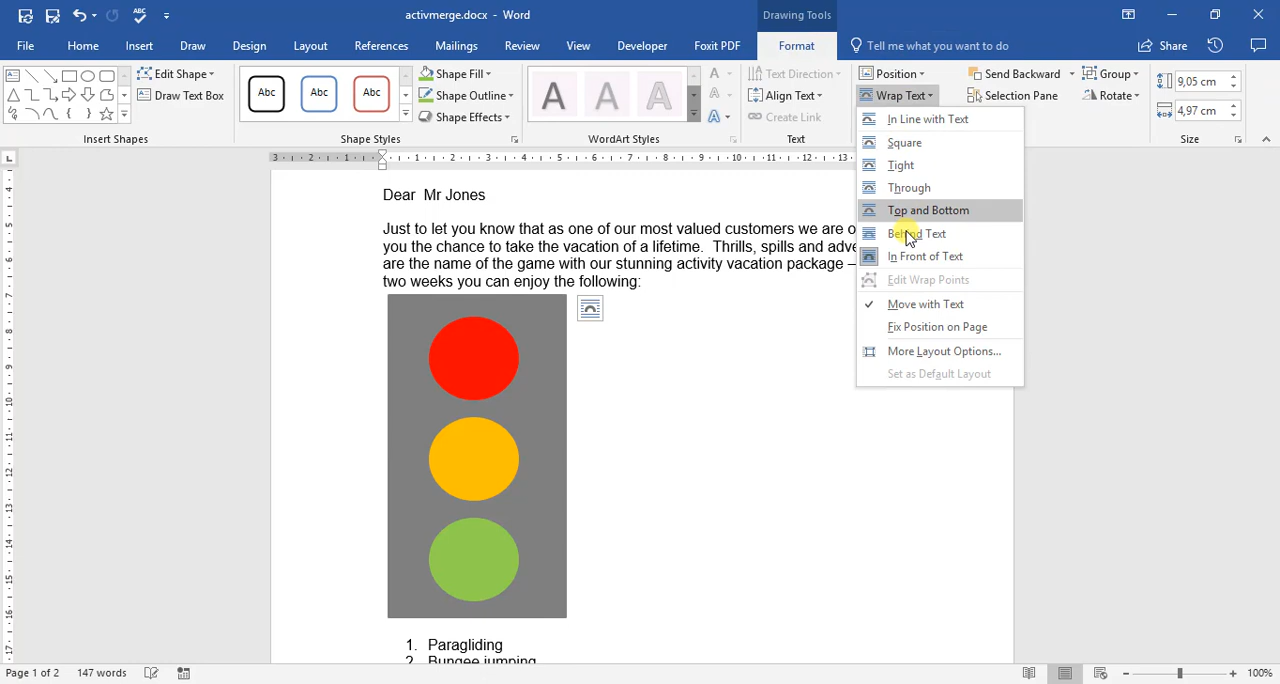 activmerge.docx - Word
Drawing Tools
File Home Insert Draw Design Layout References Mailings Review View Developer Foxit PDF Format Tell me what you want to do Share
Edit Shape
Draw Text Box
Insert Shapes
Abc Abc Abc
Shape Fill
Shape Outline
Shape Effects
Shape Styles
A A A
WordArt Styles
Text Direction
Align Text
Create Link
Text
Position
Wrap Text
Send Backward
Selection Pane
Group
Rotate
9,05 cm
4,97 cm
Size
In Line with Text
Square
Tight
Through
Top and Bottom
Behind Text
In Front of Text
Edit Wrap Points
Move with Text
Fix Position on Page
More Layout Options...
Set as Default Layout
Dear Mr Jones
Just to let you know that as one of our most valued customers we are o
you the chance to take the vacation of a lifetime. Thrills, spills and adve
are the name of the game with our stunning activity vacation package –
two weeks you can enjoy the following:
1. Paragliding
2. Bungee jumping
Page 1 of 2 147 words 100%